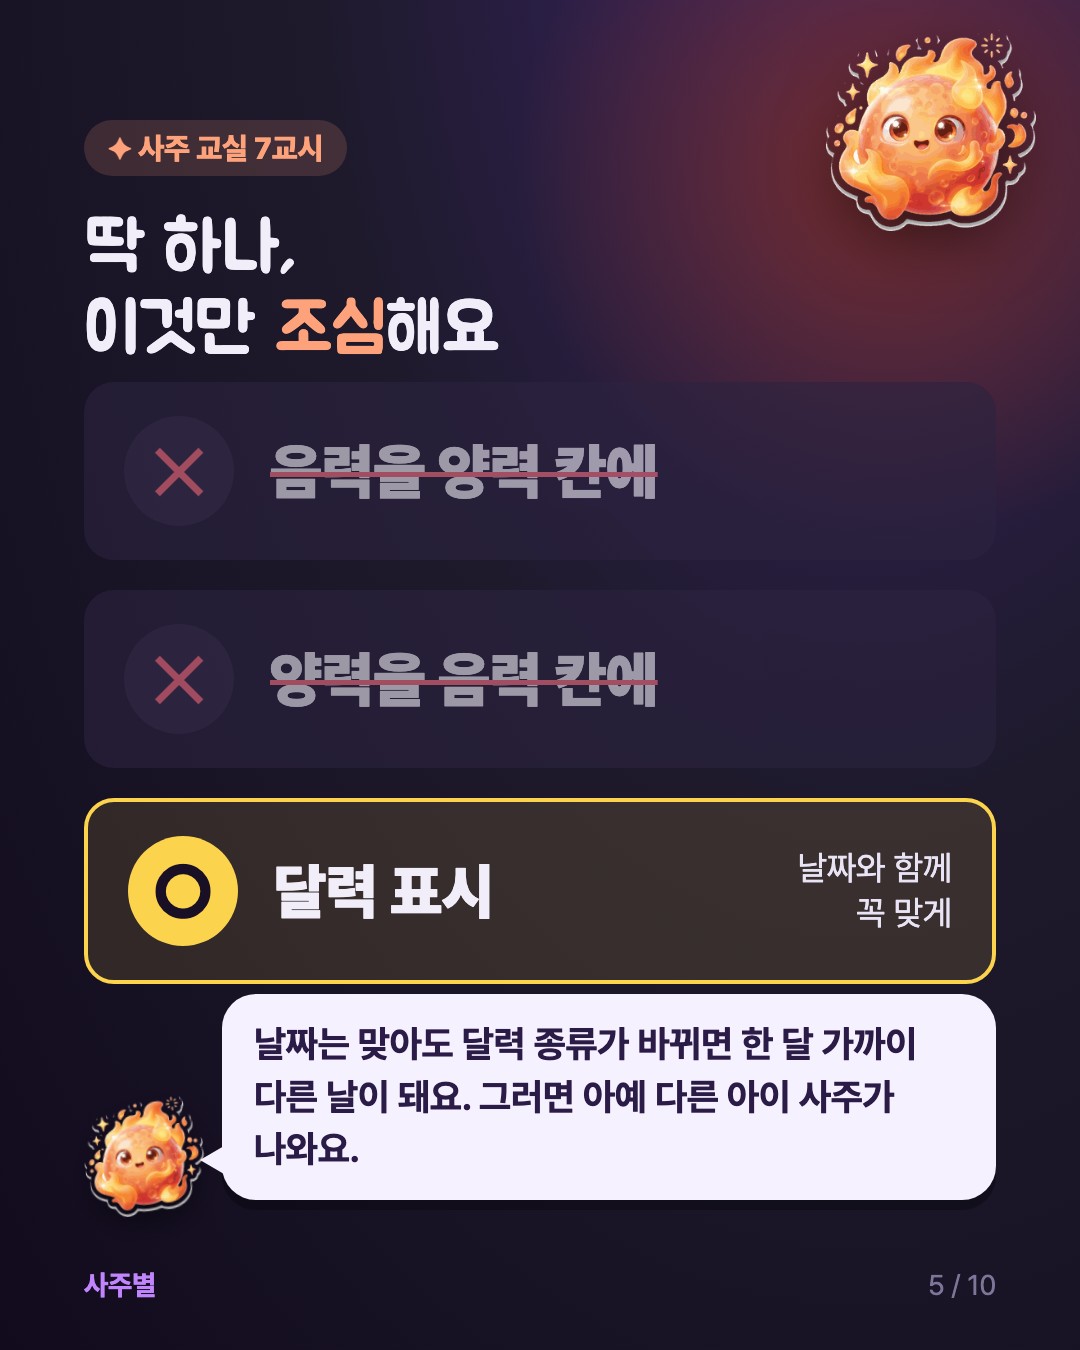 사주 교실 7교시
딱 하나,
이것만 조심해요
음력을 양력 칸에
양력을 음력 칸에
달력 표시
날짜와 함께
꼭 맞게
날짜는 맞아도 달력 종류가 바뀌면 한 달 가까이
다른 날이 돼요. 그러면 아예 다른 아이 사주가
나와요.
사주별
5 / 10